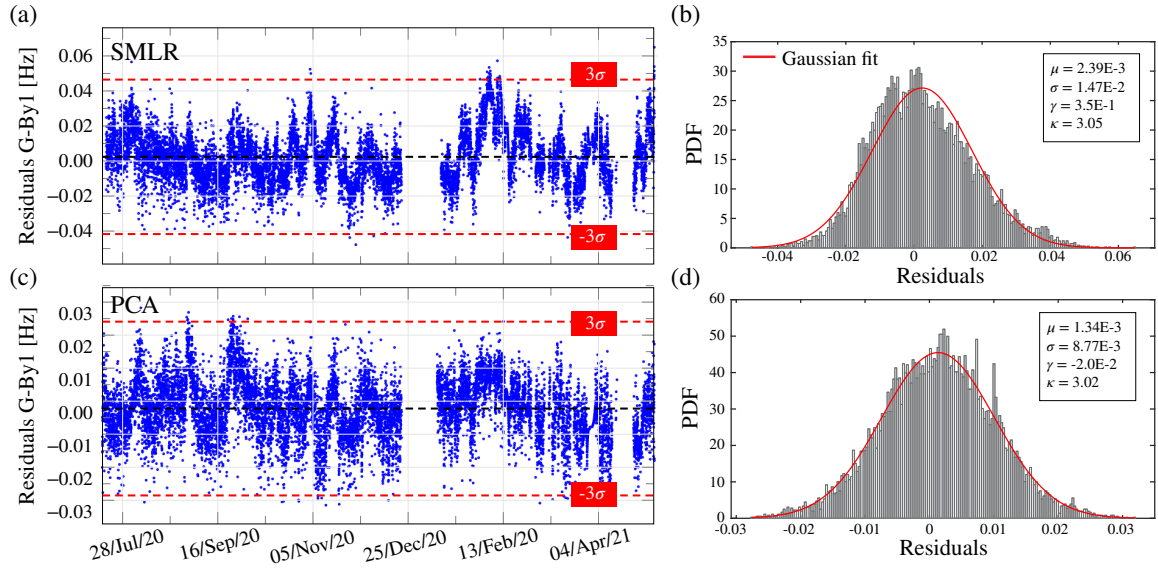 (a)
SMLR
Residuals G-By1 [Hz]
0.06
0.04
0.02
0.00
−0.02
−0.04
3σ
-3σ
(b)
Gaussian fit
μ = 2.39E-3
σ = 1.47E-2
γ = 3.5E-1
κ = 3.05
PDF
35
30
25
20
15
10
5
0
-0.04 -0.02 0 0.02 0.04 0.06
Residuals
(c)
PCA
Residuals G-By1 [Hz]
0.03
0.02
0.01
0.00
−0.01
−0.02
−0.03
3σ
-3σ
28/Jul/20 16/Sep/20 05/Nov/20 25/Dec/20 13/Feb/20 04/Apr/21
(d)
μ = 1.34E-3
σ = 8.77E-3
γ = -2.0E-2
κ = 3.02
PDF
60
50
40
30
20
10
0
-0.03 -0.02 -0.01 0 0.01 0.02 0.03
Residuals